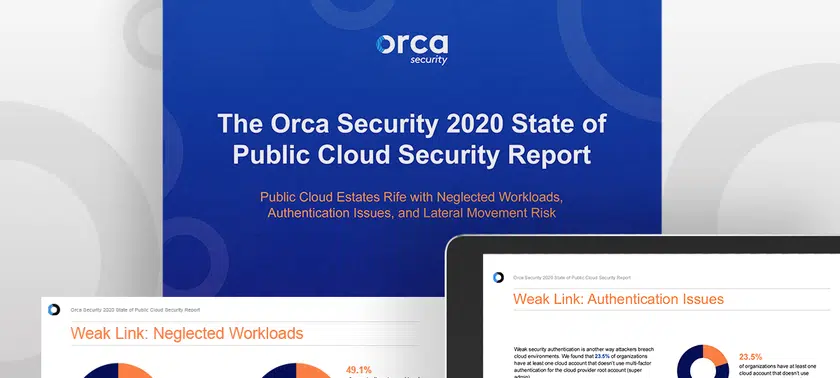 orca
security
The Orca Security 2020 State of
Public Cloud Security Report
Public Cloud Estates Rife with Neglected Workloads,
Authentication Issues, and Lateral Movement Risk
Orca Security 2020 State of Public Cloud Security Report
Weak Link: Neglected Workloads
49.1%
Orca Security 2020 State of Public Cloud Security Report
Weak Link: Authentication Issues
Weak security authentication is another way attackers breach
cloud environments. We found that 23.5% of organizations
have at least one cloud account that doesn't use multi-factor
authentication for the cloud provider root account (super
admin)
23.5%
of organizations have at least one
cloud account that doesn't use